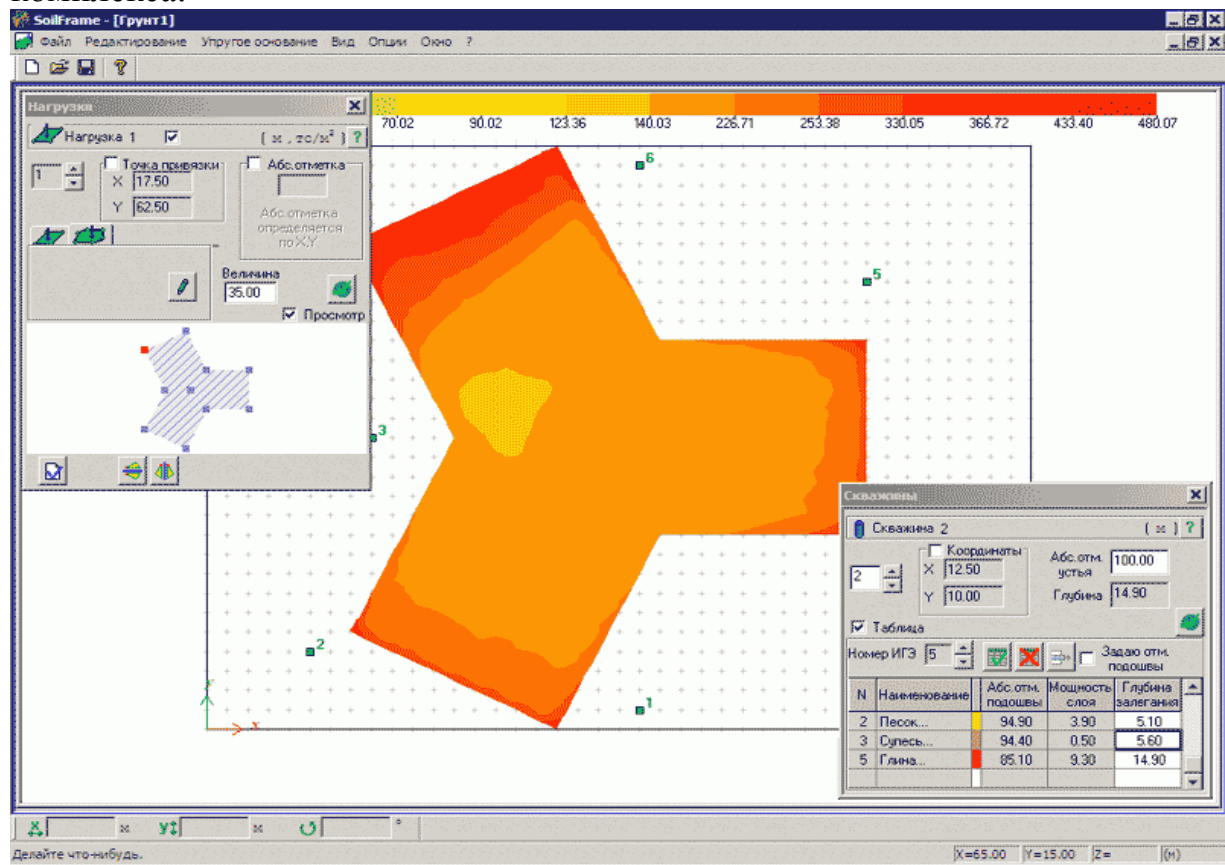 SoilFrame - [Грунт1]
Файл Редактирование Упругое основание Вид Опции Окно ?
Нагрузки
Нагрузка 1 ( м , тс/м² ) ?
1
Точка привязки
X 17.50
Y 62.50
Абс.отметка
Абс.отметка
определяется
по X,Y
Величина
35.00
Просмотр
70.02 90.02 123.36 140.03 226.71 253.38 330.05 366.72 433.40 480.07
6
5
3
2
1
x
Скважины
Скважина 2 ( м ) ?
2
Координаты
X 12.50
Y 10.00
Абс.отм. устья 100.00
Глубина 14.90
Таблица
Номер ИГЭ 5
Задаю отм. подошвы
N Наименование Абс.отм. подошвы Мощность слоя Глубина залегания
2 Песок... 94.90 3.90 5.10
3 Супесь... 94.40 0.50 5.60
5 Глина... 85.10 9.30 14.90
X м Y м °
Делайте что-нибудь. X=65.00 Y=15.00 Z= (м)